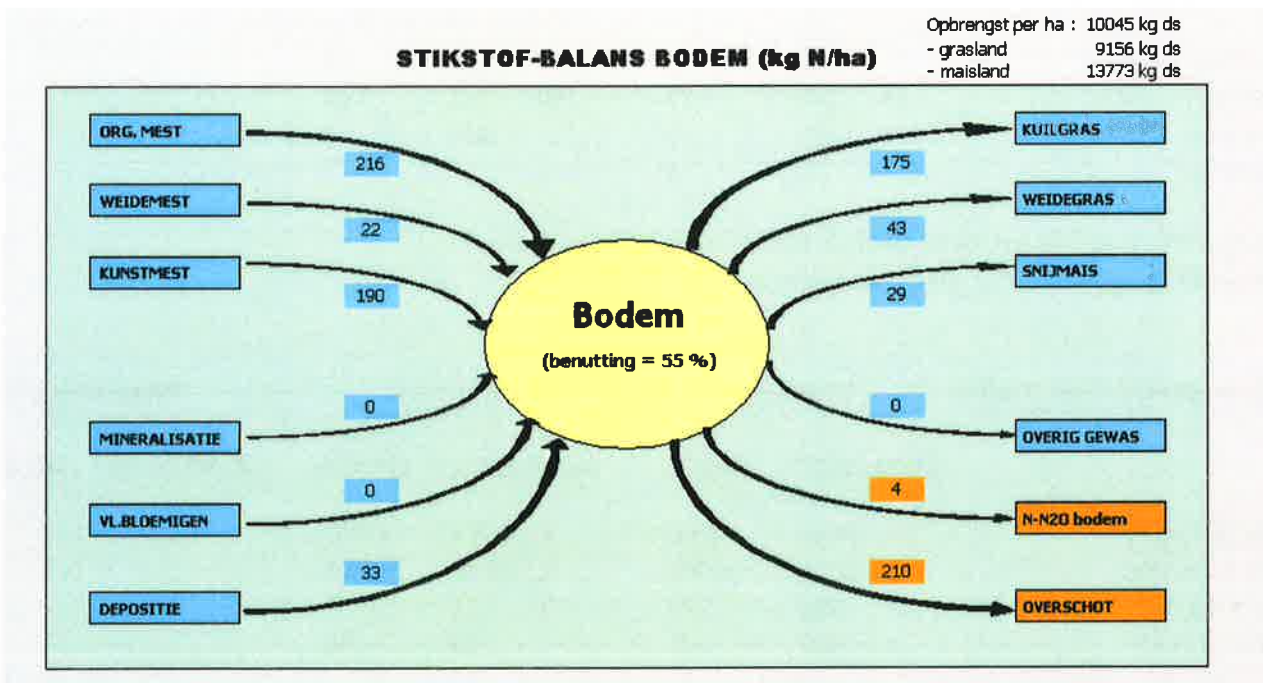 Opbrengst per ha : 10045 kg ds
- grasland 9156 kg ds
- maisland 13773 kg ds
STIKSTOF-BALANS BODEM (kg N/ha)
ORG. MEST
216
WEIDEMEST
22
KUNSTMEST
190
MINERALISATIE
0
VL.BLOEMIGEN
0
DEPOSITIE
33
Bodem
(benutting = 55 %)
KUILGRAS
175
WEIDEGRAS
43
SNIJMAIS
29
OVERIG GEWAS
0
N-N2O bodem
4
OVERSCHOT
210